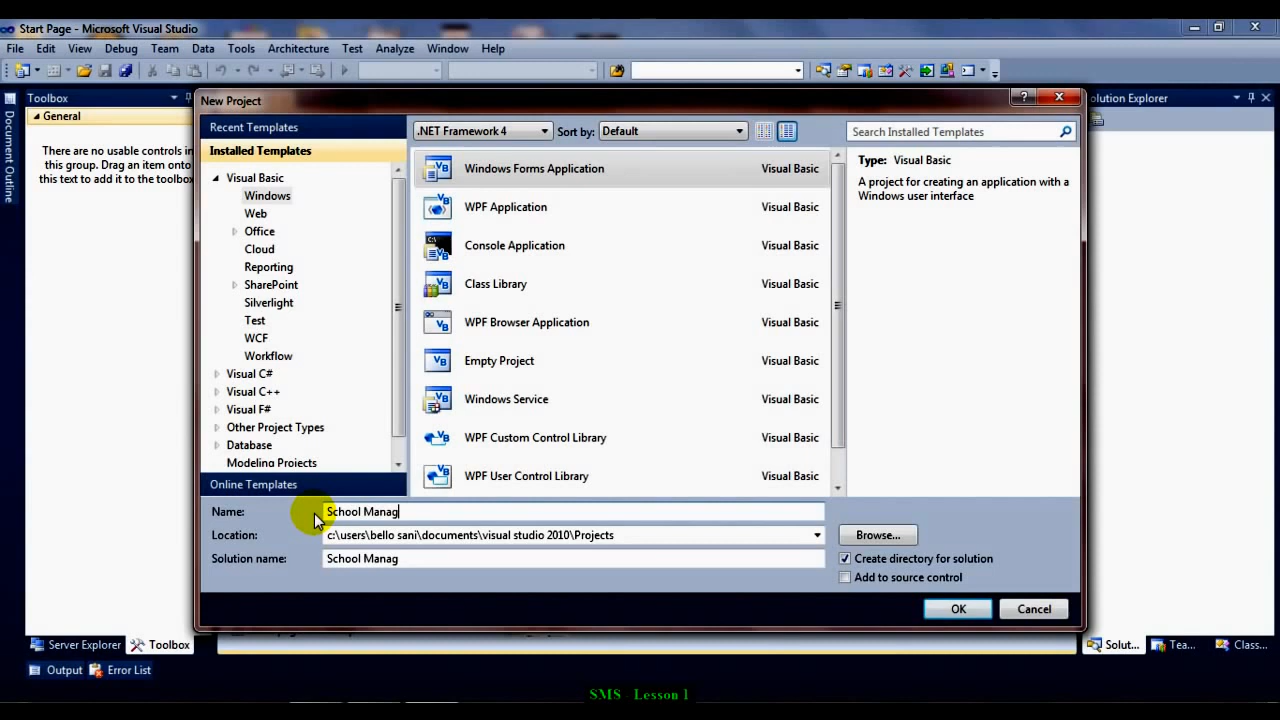 Start Page - Microsoft Visual Studio
File Edit View Debug Team Data Tools Architecture Test Analyze Window Help
Document Outline
Toolbox
General
There are no usable controls in
this group. Drag an item onto
this text to add it to the toolbox
New Project
Recent Templates
Installed Templates
Visual Basic
Windows
Web
Office
Cloud
Reporting
SharePoint
Silverlight
Test
WCF
Workflow
Visual C#
Visual C++
Visual F#
Other Project Types
Database
Modeling Projects
Online Templates
.NET Framework 4 Sort by: Default
Windows Forms Application Visual Basic
WPF Application Visual Basic
Console Application Visual Basic
Class Library Visual Basic
WPF Browser Application Visual Basic
Empty Project Visual Basic
Windows Service Visual Basic
WPF Custom Control Library Visual Basic
WPF User Control Library Visual Basic
Search Installed Templates
Type: Visual Basic
A project for creating an application with a
Windows user interface
Name: School Manag
Location: c:\users\bello sani\documents\visual studio 2010\Projects Browse...
Solution name: School Manag
Create directory for solution
Add to source control
OK Cancel
olution Explorer
Server Explorer Toolbox
Solut... Tea... Class...
Output Error List
SMS - Lesson 1